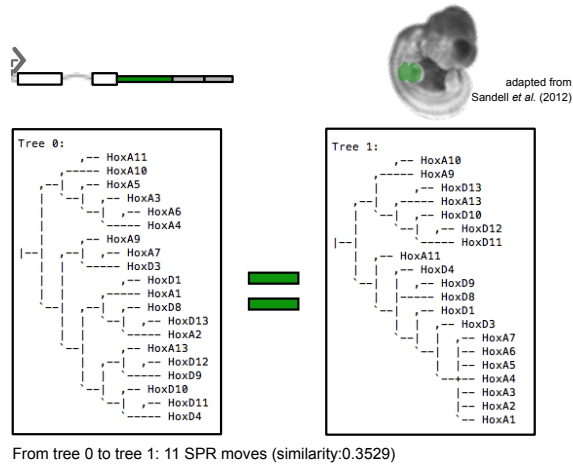 adapted from
Sandell et al. (2012)
Tree 0:
,-- HoxA11
,----- HoxA10
,--| ,-- HoxA5
| | ,--| ,-- HoxA3
| `--| ,-- HoxA6
| `--| `----- HoxA4
|--| ,-- HoxA9
| ,--| ,-- HoxA7
| | `----- HoxD3
| | ,-- HoxD1
| | ,----- HoxA1
`--| ,--| ,-- HoxD8
| | `--| ,-- HoxD13
| | `----- HoxA2
`--| ,-- HoxA13
| ,--| ,-- HoxD12
| | `----- HoxD9
`--| ,-- HoxD10
`--| ,-- HoxD11
`----- HoxD4
Tree 1:
,-- HoxA10
,----- HoxA9
,--| ,-- HoxD13
| | ,----- HoxA13
| `--| ,-- HoxD10
| `--| ,-- HoxD12
|--| `----- HoxD11
| ,-- HoxA11
| | ,-- HoxD4
| | | ,-- HoxD9
`--| |----- HoxD8
| | ,-- HoxD1
`--| | ,-- HoxD3
`--| | ,-- HoxA7
`--| |-- HoxA6
| |-- HoxA5
`--+-- HoxA4
|-- HoxA3
|-- HoxA2
`-- HoxA1
From tree 0 to tree 1: 11 SPR moves (similarity:0.3529)